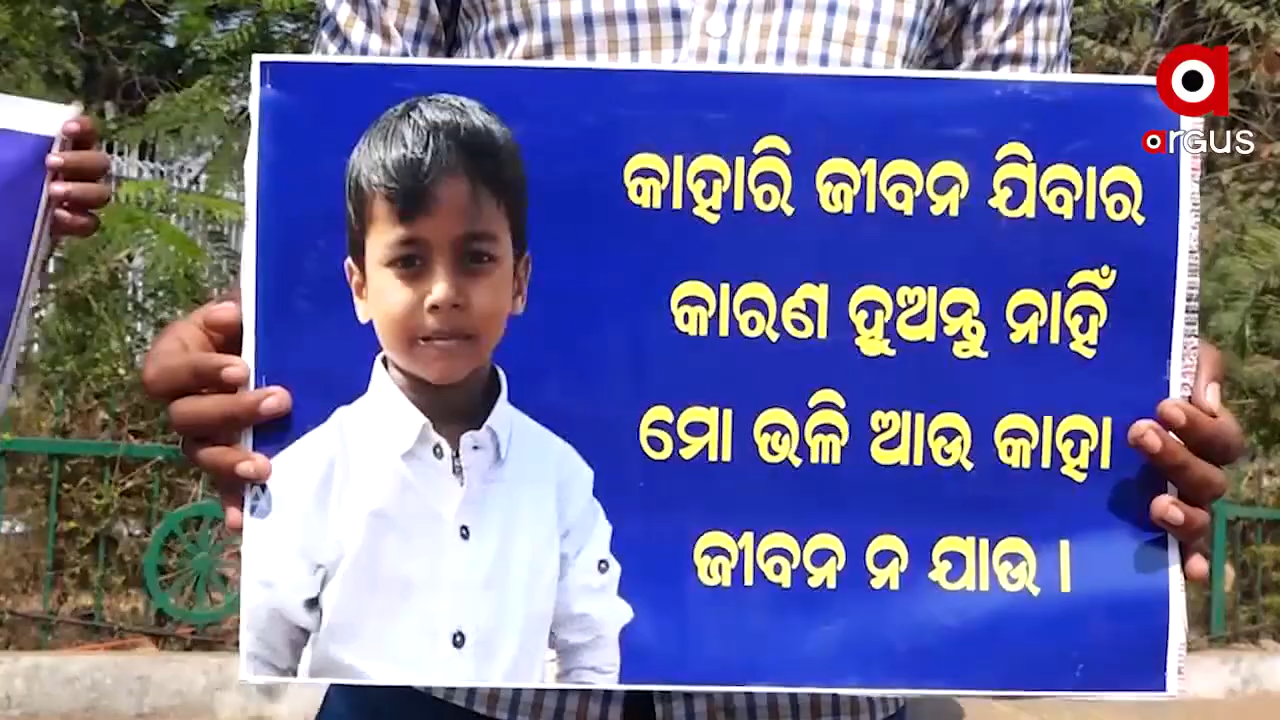 argus
କାହାରି ଜୀବନ ଯିବାର
କାରଣ ହୁଅନ୍ତୁ ନାହିଁ
ମୋ ଭଳି ଆଉ କାହା
ଜୀବନ ନ ଯାଉ ।